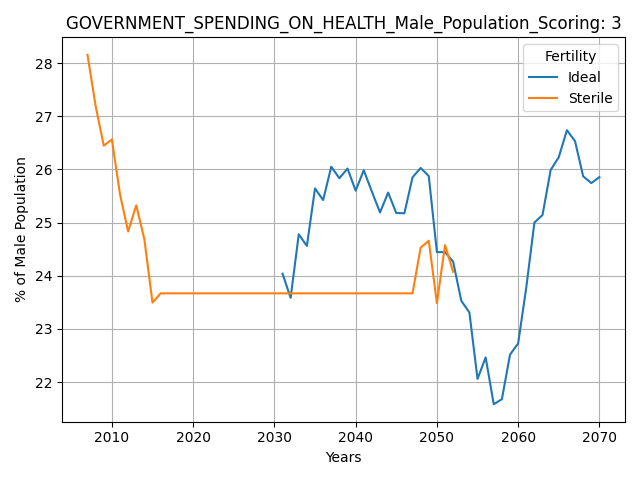 GOVERNMENT_SPENDING_ON_HEALTH_Male_Population_Scoring: 3
Fertility
Ideal
Sterile
% of Male Population
28
27
26
25
24
23
22
2010 2020 2030 2040 2050 2060 2070
Years